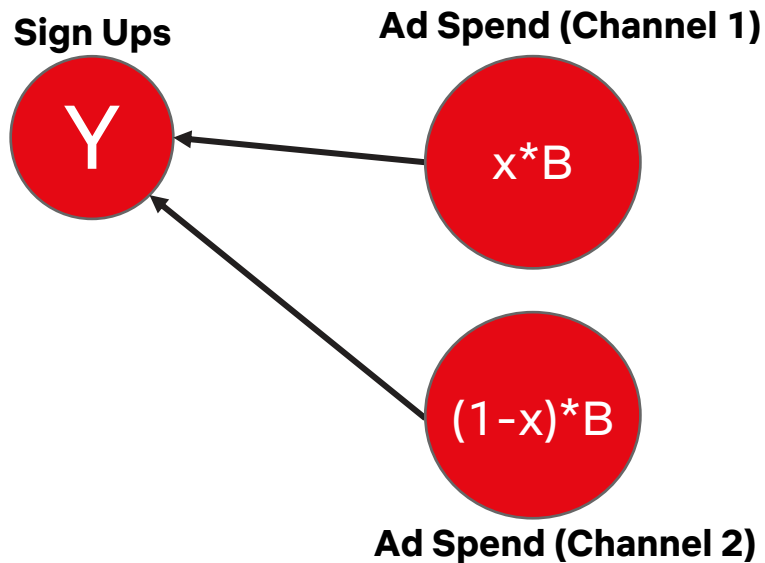 Sign Ups
Ad Spend (Channel 1)
Y
x*B
(1-x)*B
Ad Spend (Channel 2)